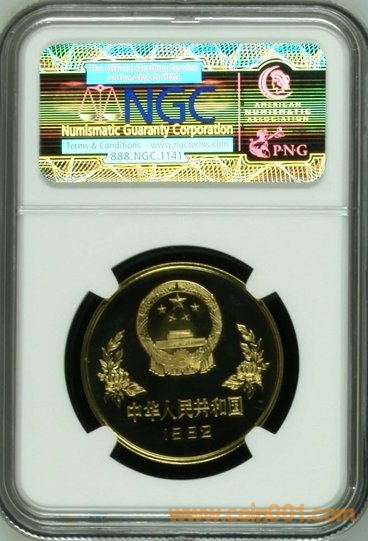 The Official Grading Service
of the ANA & PNG
NGC
Numismatic Guaranty Corporation
Terms & Conditions – www.ngcterms.com
888.NGC.1141
AMERICAN
NUMISMATIC
ASSOCIATION
PNG
中华人民共和国
1982
www.coin001.com